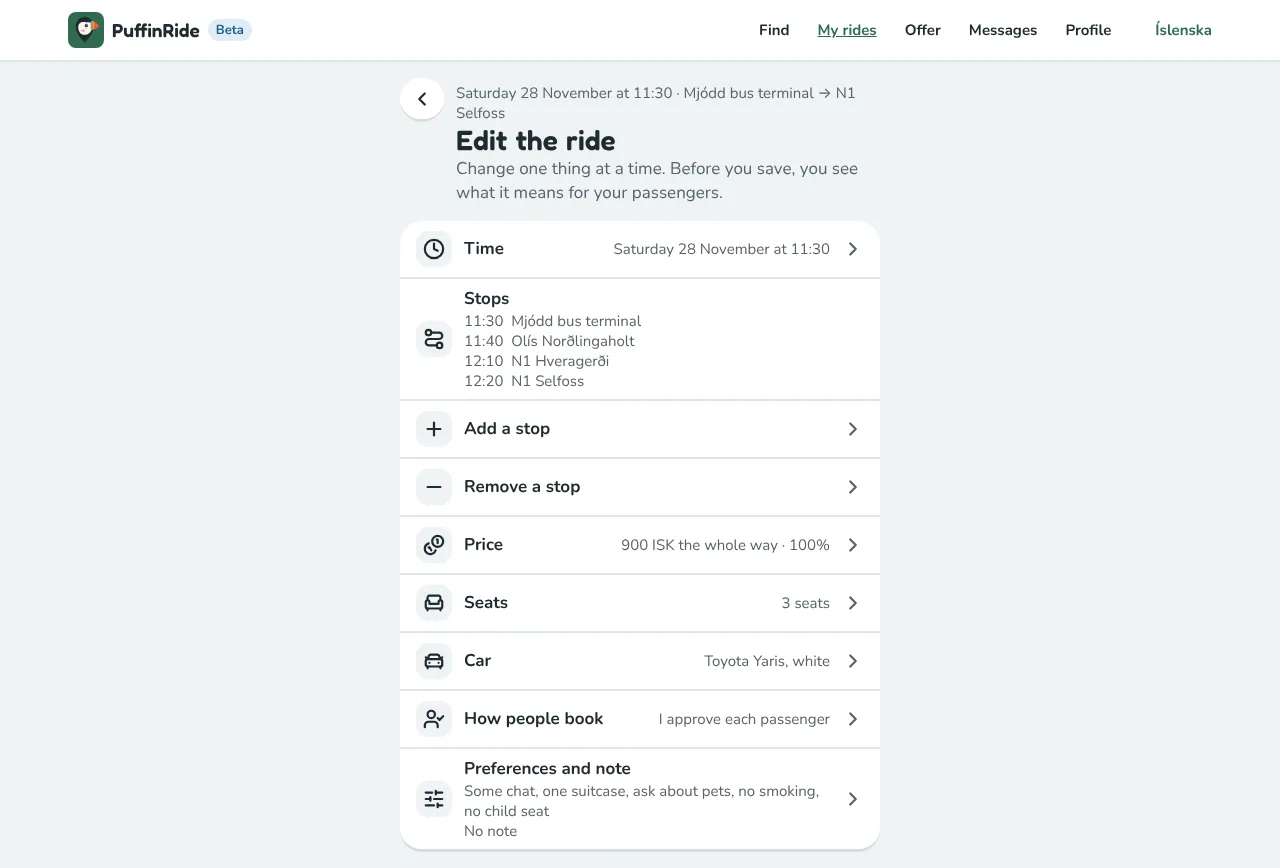 PuffinRide Beta
Find My rides Offer Messages Profile Íslenska
Saturday 28 November at 11:30 · Mjódd bus terminal → N1
Selfoss
Edit the ride
Change one thing at a time. Before you save, you see
what it means for your passengers.
Time Saturday 28 November at 11:30
Stops
11:30 Mjódd bus terminal
11:40 Olís Norðlingaholt
12:10 N1 Hveragerði
12:20 N1 Selfoss
Add a stop
Remove a stop
Price 900 ISK the whole way · 100%
Seats 3 seats
Car Toyota Yaris, white
How people book I approve each passenger
Preferences and note
Some chat, one suitcase, ask about pets, no smoking,
no child seat
No note